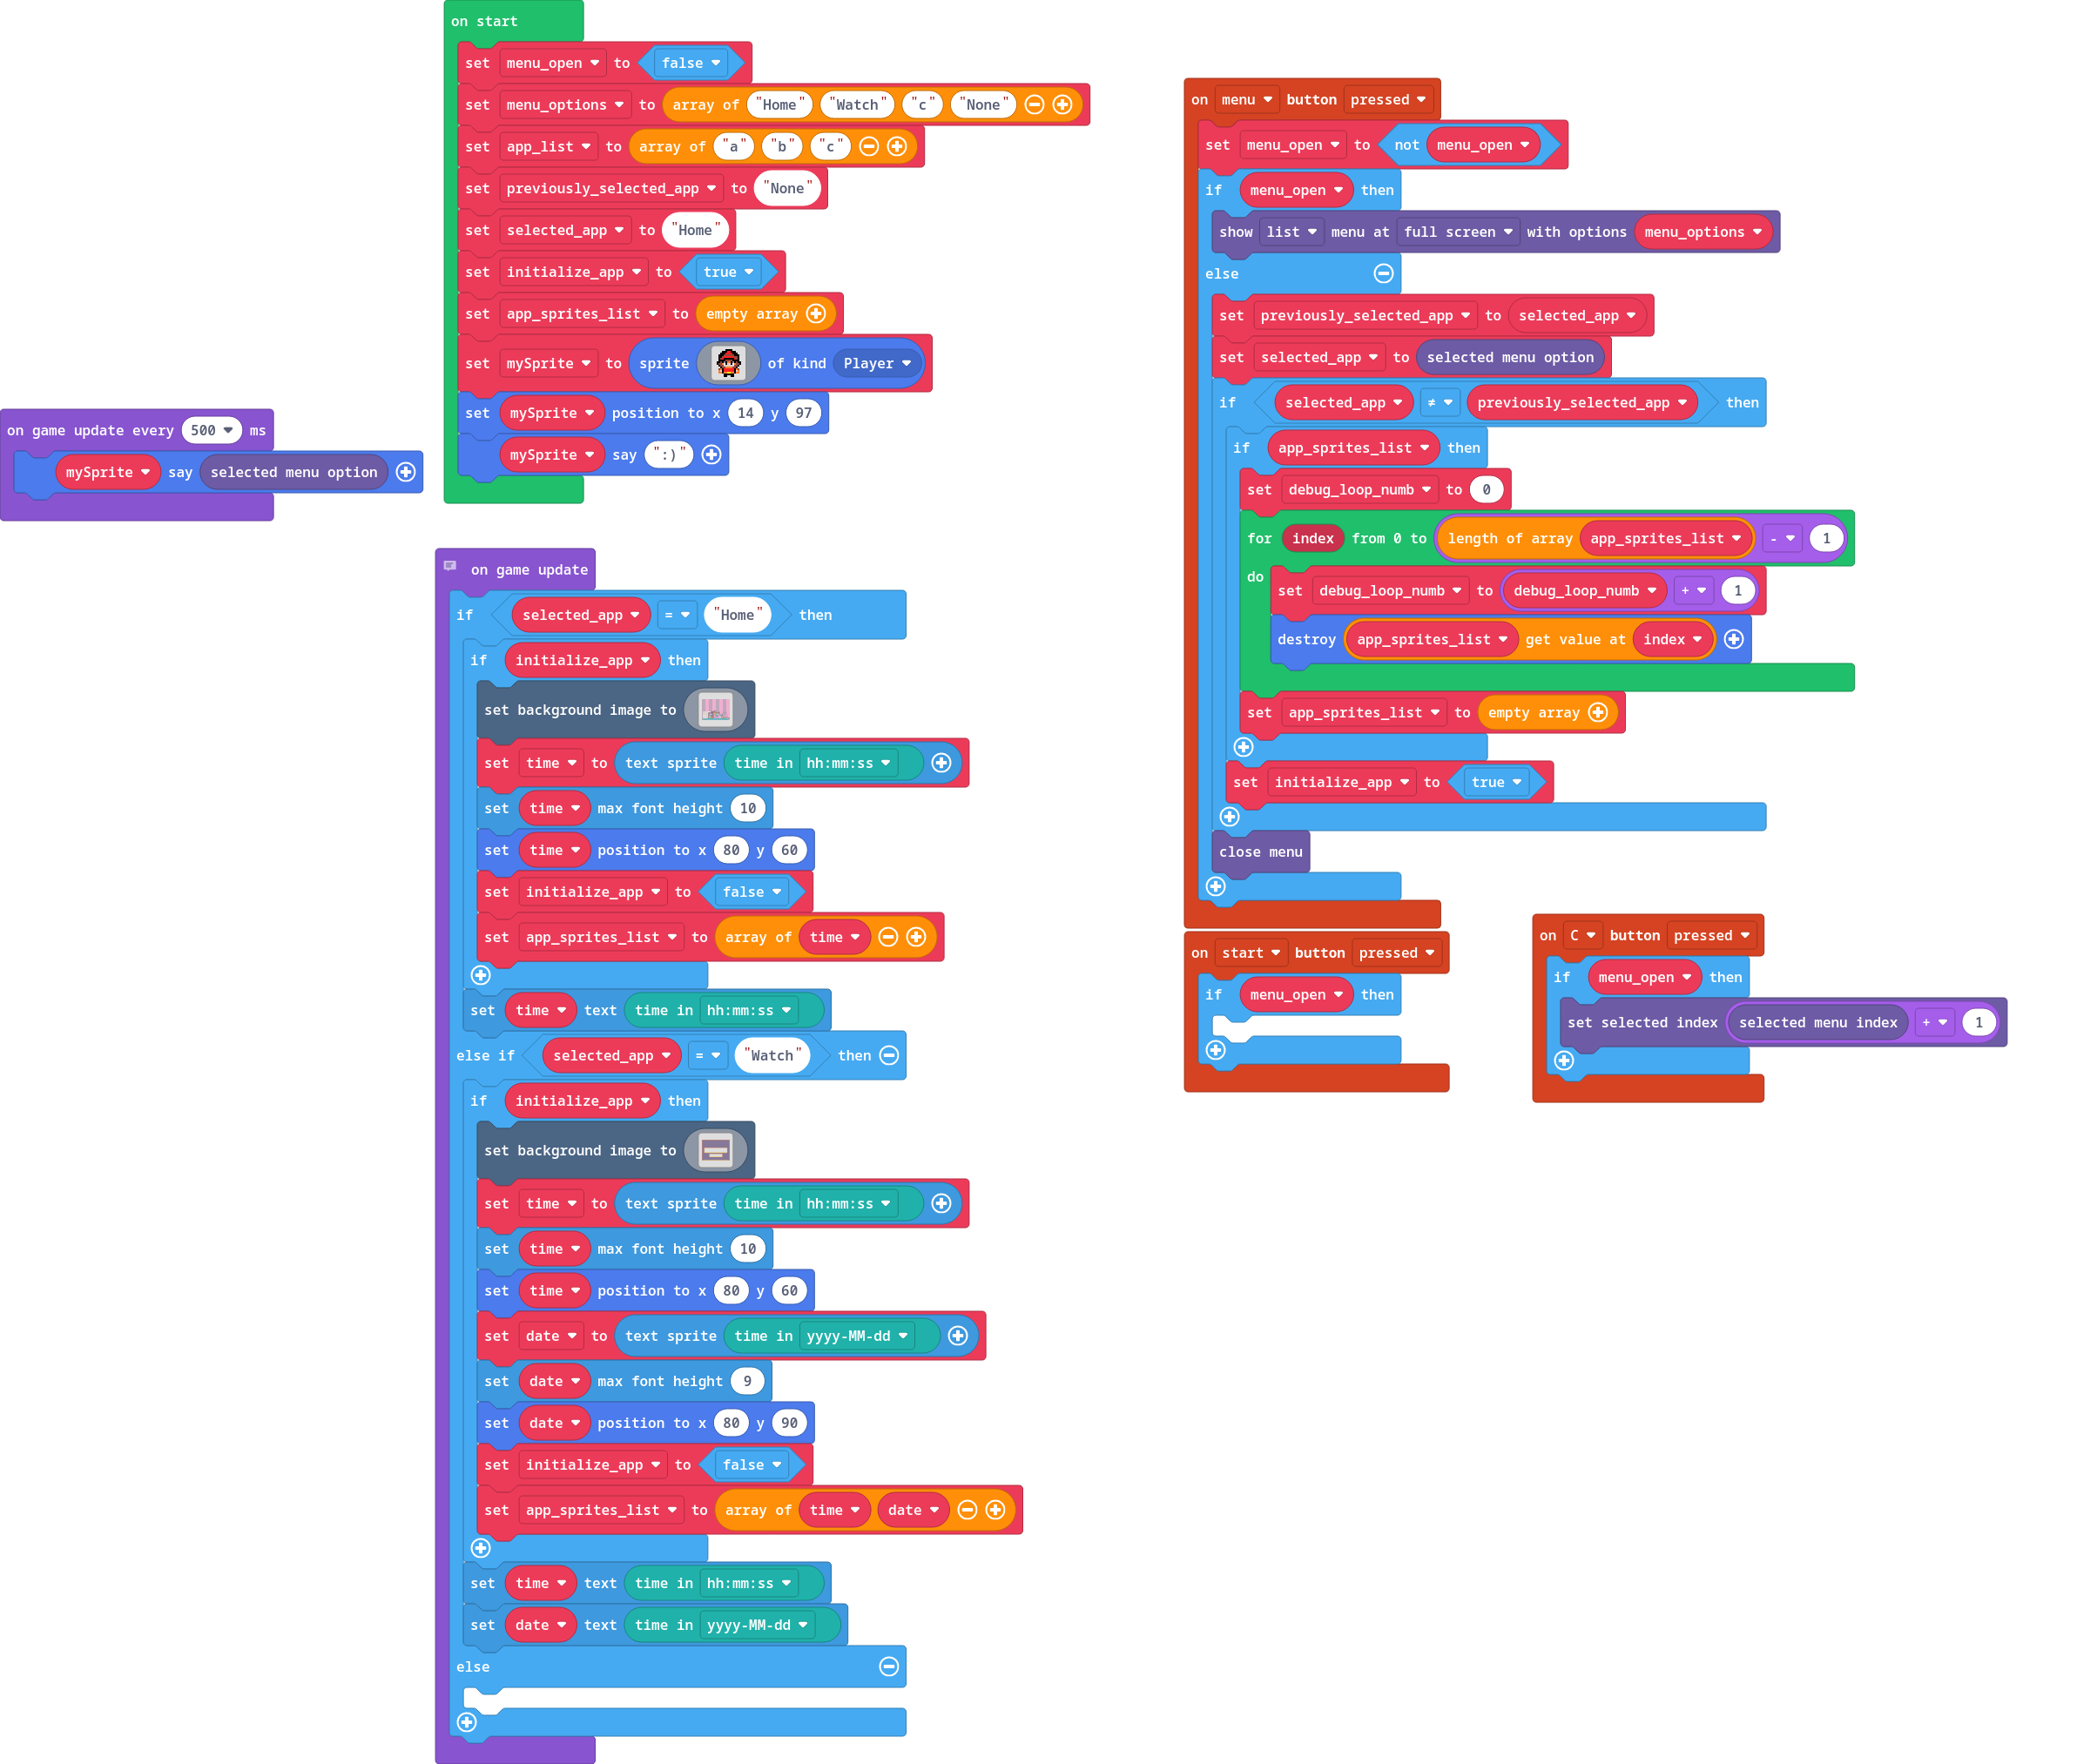 on start
set menu_open to false
set menu_options to array of "Home" "Watch" "c" "None"
set app_list to array of "a" "b" "c"
set previously_selected_app to "None"
set selected_app to "Home"
set initialize_app to true
set app_sprites_list to empty array
set mySprite to sprite of kind Player
set mySprite position to x 14 y 97
mySprite say ":)"
on game update every 500 ms
mySprite say selected menu option
on game update
if selected_app = "Home" then
if initialize_app then
set background image to
set time to text sprite time in hh:mm:ss
set time max font height 10
set time position to x 80 y 60
set initialize_app to false
set app_sprites_list to array of time
set time text time in hh:mm:ss
else if selected_app = "Watch" then
if initialize_app then
set background image to
set time to text sprite time in hh:mm:ss
set time max font height 10
set time position to x 80 y 60
set date to text sprite time in yyyy-MM-dd
set date max font height 9
set date position to x 80 y 90
set initialize_app to false
set app_sprites_list to array of time date
set time text time in hh:mm:ss
set date text time in yyyy-MM-dd
else
on menu button pressed
set menu_open to not menu_open
if menu_open then
show list menu at full screen with options menu_options
else
set previously_selected_app to selected_app
set selected_app to selected menu option
if selected_app ≠ previously_selected_app then
if app_sprites_list then
set debug_loop_numb to 0
for index from 0 to length of array app_sprites_list - 1
do set debug_loop_numb to debug_loop_numb + 1
destroy app_sprites_list get value at index
set app_sprites_list to empty array
set initialize_app to true
close menu
on start button pressed
if menu_open then
on C button pressed
if menu_open then
set selected index selected menu index + 1